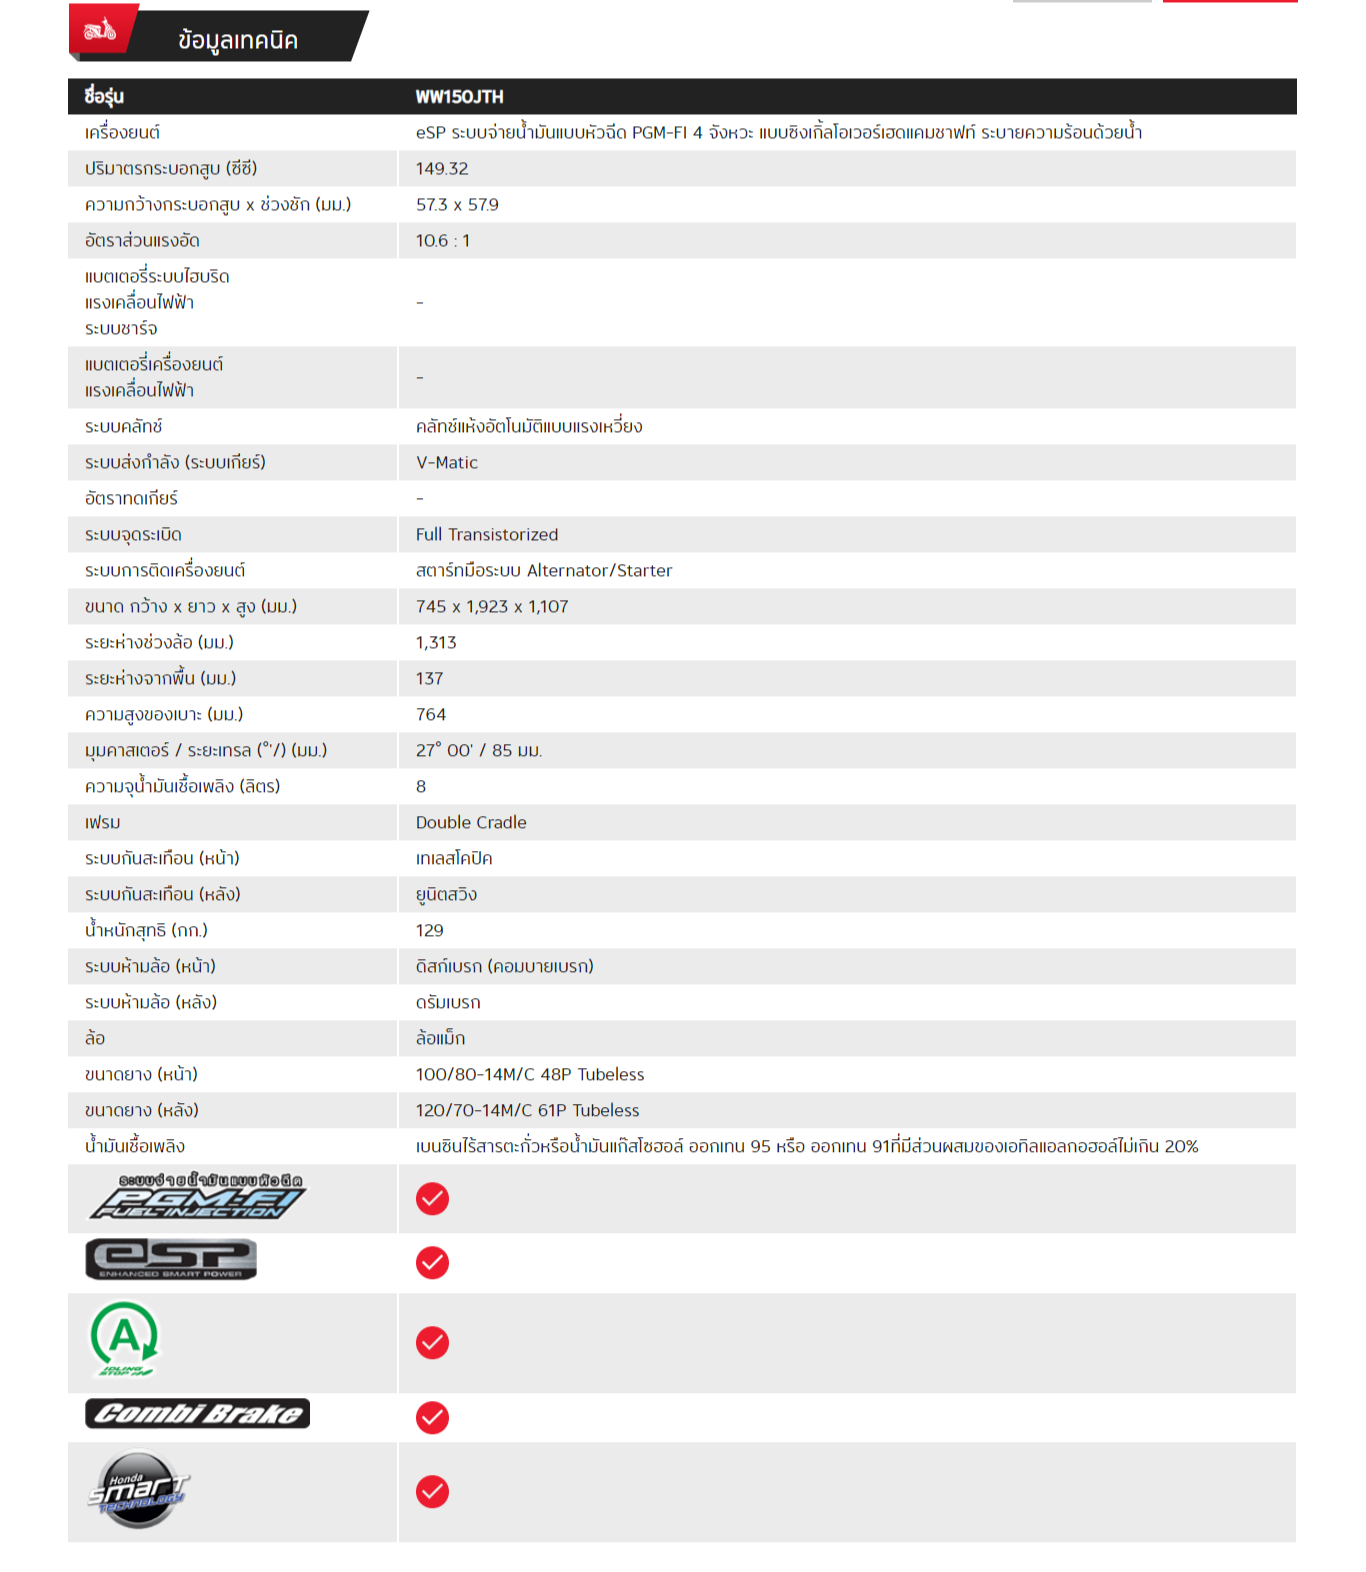 ข้อมูลเทคนิค
ชื่อรุ่น WW150JTH
เครื่องยนต์ eSP ระบบจ่ายน้ำมันแบบหัวฉีด PGM-FI 4 จังหวะ แบบซิงเกิ้ลโอเวอร์เฮดแคมชาฟท์ ระบายความร้อนด้วยน้ำ
ปริมาตรกระบอกสูบ (ซีซี) 149.32
ความกว้างกระบอกสูบ x ช่วงชัก (มม.) 57.3 x 57.9
อัตราส่วนแรงอัด 10.6 : 1
แบตเตอรี่ระบบไฮบริด
แรงเคลื่อนไฟฟ้า -
ระบบชาร์จ
แบตเตอรี่เครื่องยนต์
แรงเคลื่อนไฟฟ้า -
ระบบคลัทช์ คลัทช์แห้งอัตโนมัติแบบแรงเหวี่ยง
ระบบส่งกำลัง (ระบบเกียร์) V-Matic
อัตราทดเกียร์ -
ระบบจุดระเบิด Full Transistorized
ระบบการติดเครื่องยนต์ สตาร์ทมือระบบ Alternator/Starter
ขนาด กว้าง x ยาว x สูง (มม.) 745 x 1,923 x 1,107
ระยะห่างช่วงล้อ (มม.) 1,313
ระยะห่างจากพื้น (มม.) 137
ความสูงของเบาะ (มม.) 764
มุมคาสเตอร์ / ระยะเทรล (°'/) (มม.) 27° 00' / 85 มม.
ความจุน้ำมันเชื้อเพลิง (ลิตร) 8
เฟรม Double Cradle
ระบบกันสะเทือน (หน้า) เทเลสโคปิค
ระบบกันสะเทือน (หลัง) ยูนิตสวิง
น้ำหนักสุทธิ (กก.) 129
ระบบห้ามล้อ (หน้า) ดิสก์เบรก (คอมบายเบรก)
ระบบห้ามล้อ (หลัง) ดรัมเบรก
ล้อ ล้อแม็ก
ขนาดยาง (หน้า) 100/80-14M/C 48P Tubeless
ขนาดยาง (หลัง) 120/70-14M/C 61P Tubeless
น้ำมันเชื้อเพลิง เบนซินไร้สารตะกั่วหรือน้ำมันแก๊สโซฮอล์ ออกเทน 95 หรือ ออกเทน 91ที่มีส่วนผสมของเอทิลแอลกอฮอล์ไม่เกิน 20%
ระบบจ่ายน้ำมันแบบหัวฉีด
PGM-FI
FUEL INJECTION
eSP
ENHANCED SMART POWER
A
IDLING
STOP
Combi Brake
Honda
smart
TECHNOLOGY